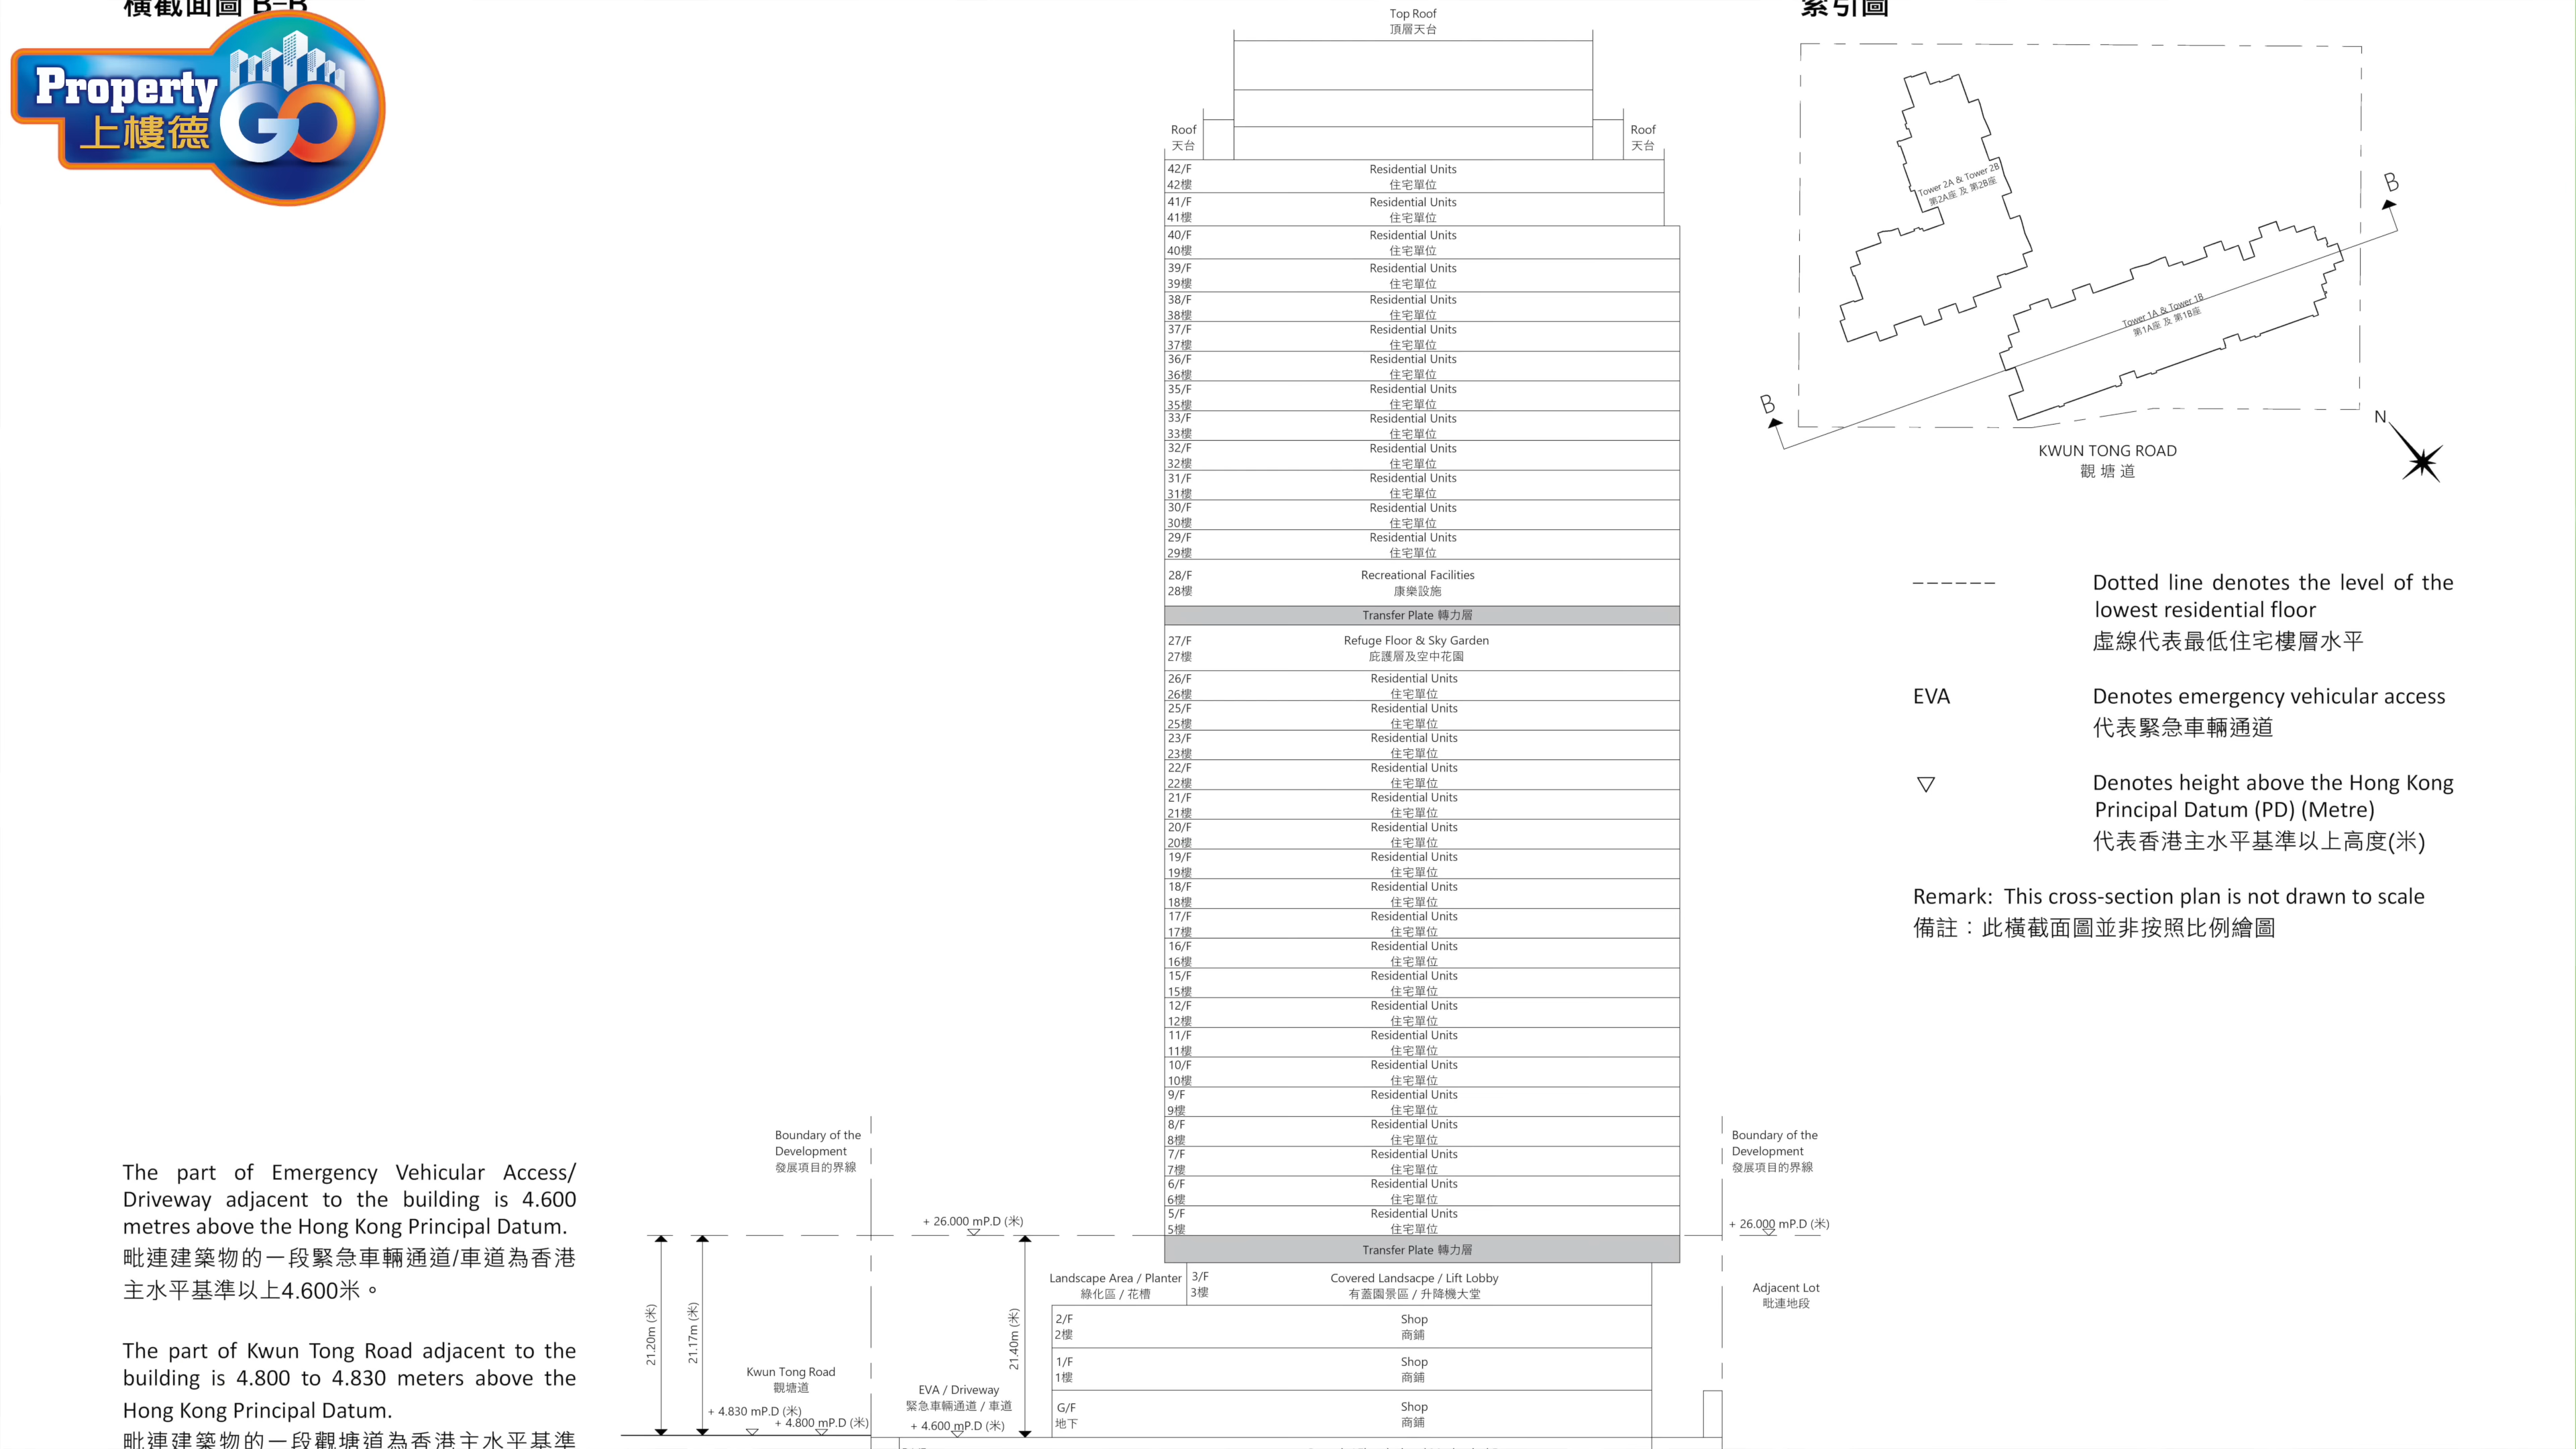 橫截面圖 B-B
Property
上樓德
GO
Top Roof
頂層天台
Roof
天台
Roof
天台
42/F Residential Units
42樓 住宅單位
41/F Residential Units
41樓 住宅單位
40/F Residential Units
40樓 住宅單位
39/F Residential Units
39樓 住宅單位
38/F Residential Units
38樓 住宅單位
37/F Residential Units
37樓 住宅單位
36/F Residential Units
36樓 住宅單位
35/F Residential Units
35樓 住宅單位
33/F Residential Units
33樓 住宅單位
32/F Residential Units
32樓 住宅單位
31/F Residential Units
31樓 住宅單位
30/F Residential Units
30樓 住宅單位
29/F Residential Units
29樓 住宅單位
28/F Recreational Facilities
28樓 康樂設施
Transfer Plate 轉力層
27/F Refuge Floor & Sky Garden
27樓 庇護層及空中花園
26/F Residential Units
26樓 住宅單位
25/F Residential Units
25樓 住宅單位
23/F Residential Units
23樓 住宅單位
22/F Residential Units
22樓 住宅單位
21/F Residential Units
21樓 住宅單位
20/F Residential Units
20樓 住宅單位
19/F Residential Units
19樓 住宅單位
18/F Residential Units
18樓 住宅單位
17/F Residential Units
17樓 住宅單位
16/F Residential Units
16樓 住宅單位
15/F Residential Units
15樓 住宅單位
12/F Residential Units
12樓 住宅單位
11/F Residential Units
11樓 住宅單位
10/F Residential Units
10樓 住宅單位
9/F Residential Units
9樓 住宅單位
8/F Residential Units
8樓 住宅單位
7/F Residential Units
7樓 住宅單位
6/F Residential Units
6樓 住宅單位
5/F Residential Units
5樓 住宅單位
Transfer Plate 轉力層
Landscape Area / Planter 3/F Covered Landsacpe / Lift Lobby
綠化區 / 花槽 3樓 有蓋園景區 / 升降機大堂
2/F Shop
2樓 商鋪
1/F Shop
1樓 商鋪
G/F Shop
地下 商鋪
Boundary of the
Development
發展項目的界線
+ 26.000 mP.D (米)
21.20m (米)
21.17m (米)
21.40m (米)
Kwun Tong Road
觀塘道
+ 4.830 mP.D (米)
+ 4.800 mP.D (米)
EVA / Driveway
緊急車輛通道 / 車道
+ 4.600 mP.D (米)
Boundary of the
Development
發展項目的界線
+ 26.000 mP.D (米)
Adjacent Lot
毗連地段
The part of Emergency Vehicular Access/
Driveway adjacent to the building is 4.600
metres above the Hong Kong Principal Datum.
毗連建築物的一段緊急車輛通道/車道為香港
主水平基準以上4.600米。
The part of Kwun Tong Road adjacent to the
building is 4.800 to 4.830 meters above the
Hong Kong Principal Datum.
毗連建築物的一段觀塘道為香港主水平基準
索引圖
Tower 2A & Tower 2B
第2A座 及 第2B座
Tower 1A & Tower 1B
第1A座 及 第1B座
B
B
N
KWUN TONG ROAD
觀塘道
Dotted line denotes the level of the
lowest residential floor
虛線代表最低住宅樓層水平
EVA Denotes emergency vehicular access
代表緊急車輛通道
▽ Denotes height above the Hong Kong
Principal Datum (PD) (Metre)
代表香港主水平基準以上高度(米)
Remark: This cross-section plan is not drawn to scale
備註：此橫截面圖並非按照比例繪圖